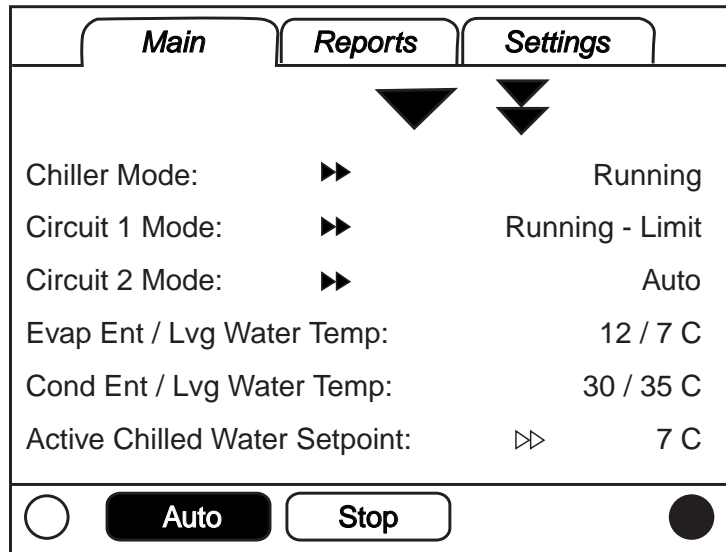 Main Reports Settings
Chiller Mode: Running
Circuit 1 Mode: Running - Limit
Circuit 2 Mode: Auto
Evap Ent / Lvg Water Temp: 12 / 7 C
Cond Ent / Lvg Water Temp: 30 / 35 C
Active Chilled Water Setpoint: 7 C
Auto Stop